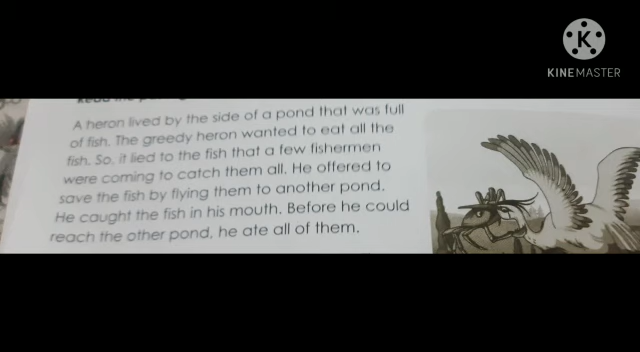 KINEMASTER
A heron lived by the side of a pond that was full
of fish. The greedy heron wanted to eat all the
fish. So, it lied to the fish that a few fishermen
were coming to catch them all. He offered to
save the fish by flying them to another pond.
He caught the fish in his mouth. Before he could
reach the other pond, he ate all of them.